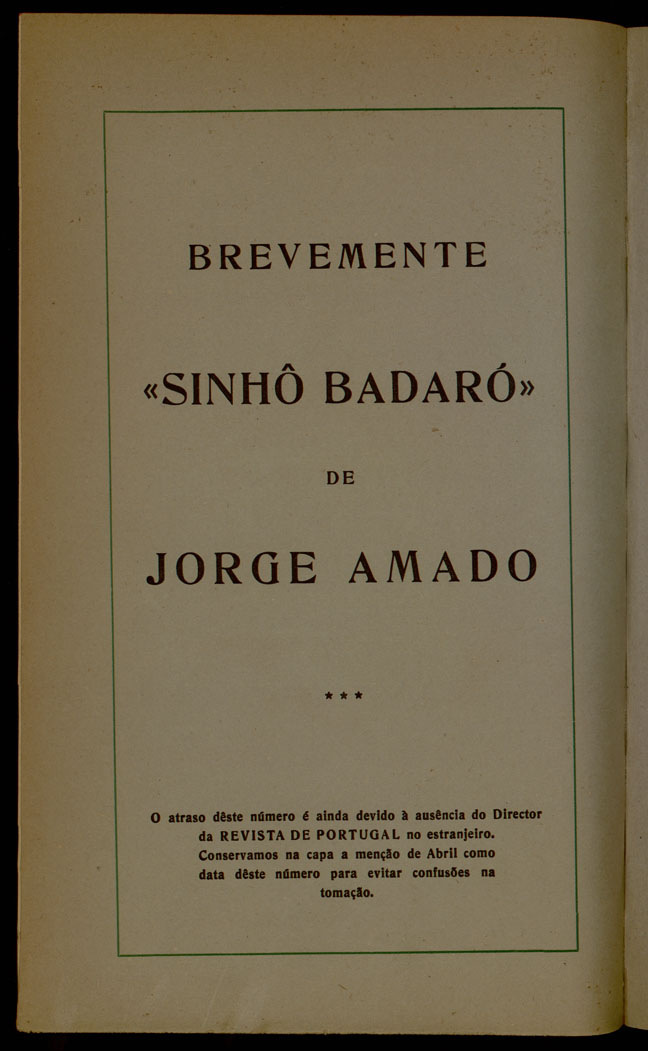 BREVEMENTE
«SINHÔ BADARÓ»
DE
JORGE AMADO
* * *
O atraso dêste número é ainda devido à ausência do Director
da REVISTA DE PORTUGAL no estranjeiro.
Conservamos na capa a menção de Abril como
data dêste número para evitar confusões na
tomação.